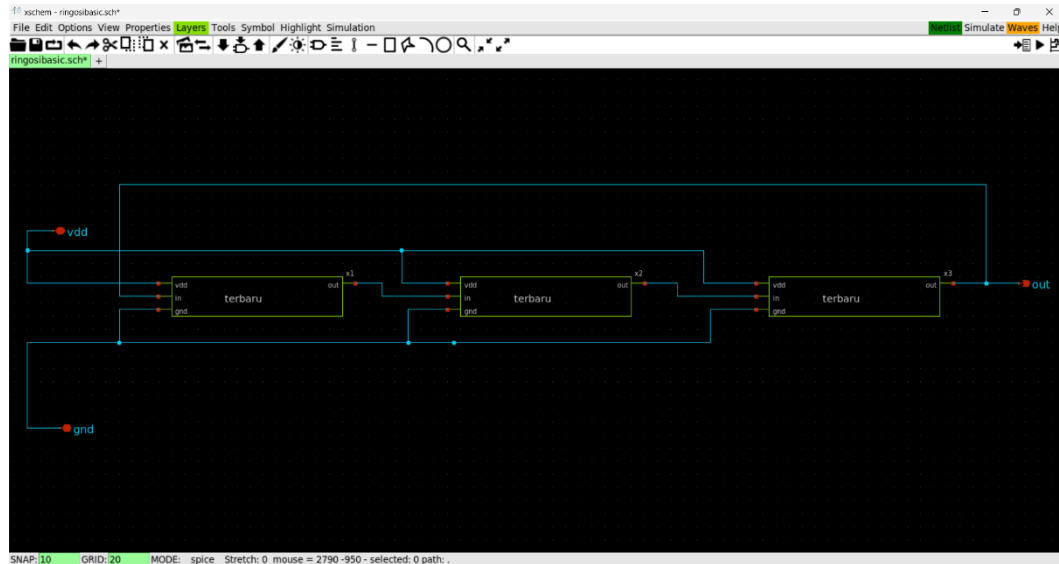 xschem - ringosibasic.sch*
File Edit Options View Properties Layers Tools Symbol Highlight Simulation Netlist Simulate Waves Help
ringosibasic.sch* +
vdd
x1 x2 x3
vdd out vdd out vdd out
out
in terbaru in terbaru in terbaru
gnd gnd gnd
gnd
SNAP: 10 GRID: 20 MODE: spice Stretch: 0 mouse = 2790 -950 - selected: 0 path: .